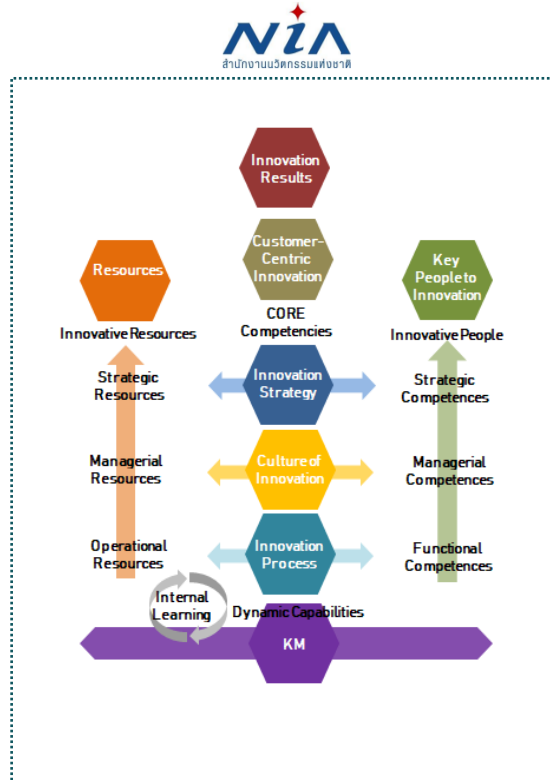 NiA
สำนักงานนวัตกรรมแห่งชาติ
Innovation
Results
Customer-
Centric
Innovation
Resources
Key
People to
Innovation
CORE
Competencies
Innovative Resources
Innovative People
Strategic
Resources
Innovation
Strategy
Strategic
Competences
Managerial
Resources
Culture of
Innovation
Managerial
Competences
Operational
Resources
Innovation
Process
Functional
Competences
Internal
Learning
Dynamic Capabilities
KM